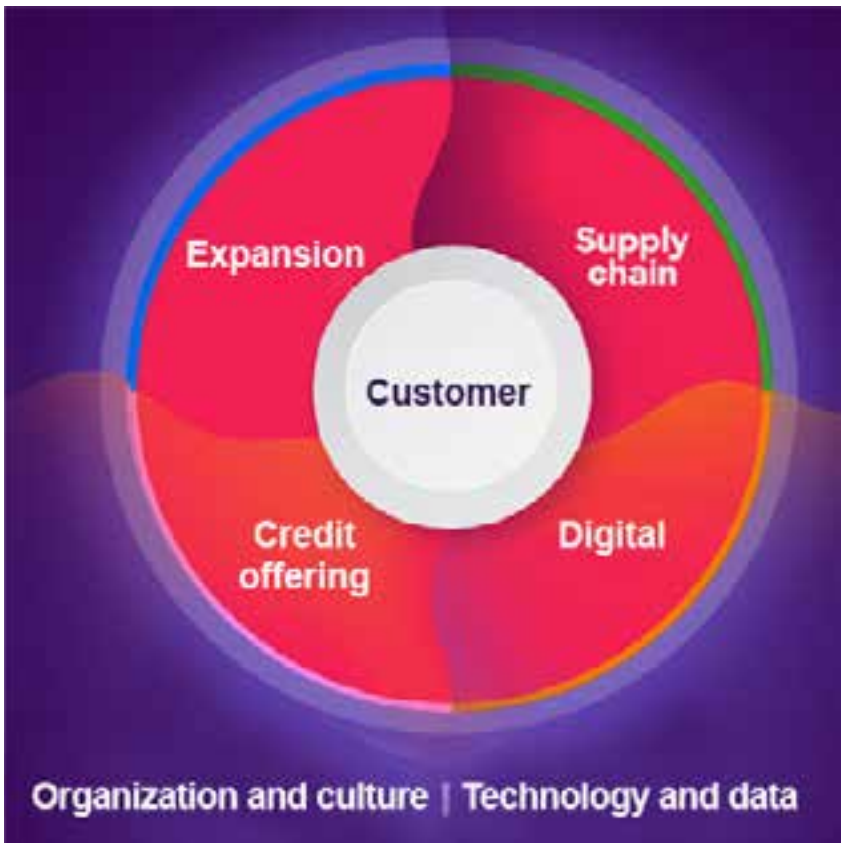 Expansion
Supply
chain
Customer
Credit
offering
Digital
Organization and culture | Technology and data